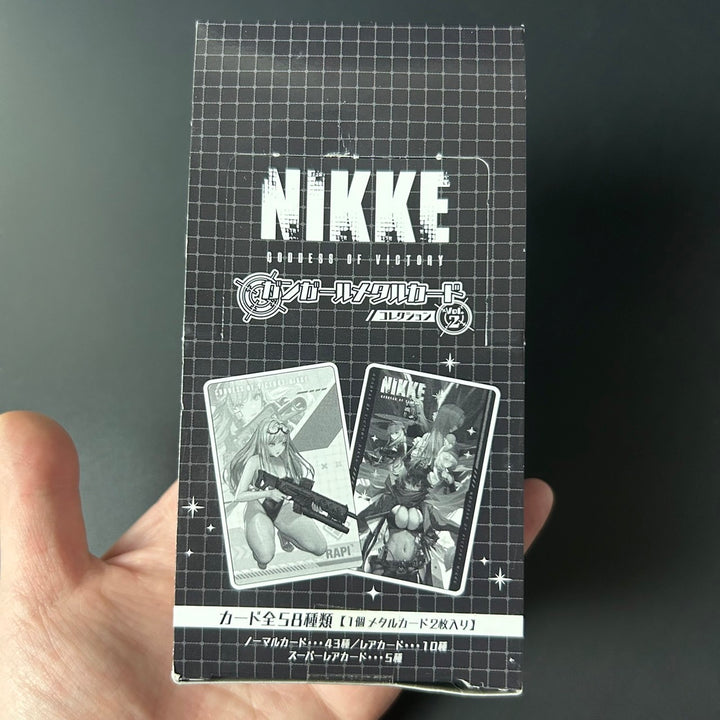 NIKKE
GODDESS OF VICTORY
ガンガールメタルカード
コレクション
Vol.2
NIKKE
RAPI
カード全58種類【1個メタルカード2枚入り】
ノーマルカード・・・43種／レアカード・・・10種
スーパーレアカード・・・5種